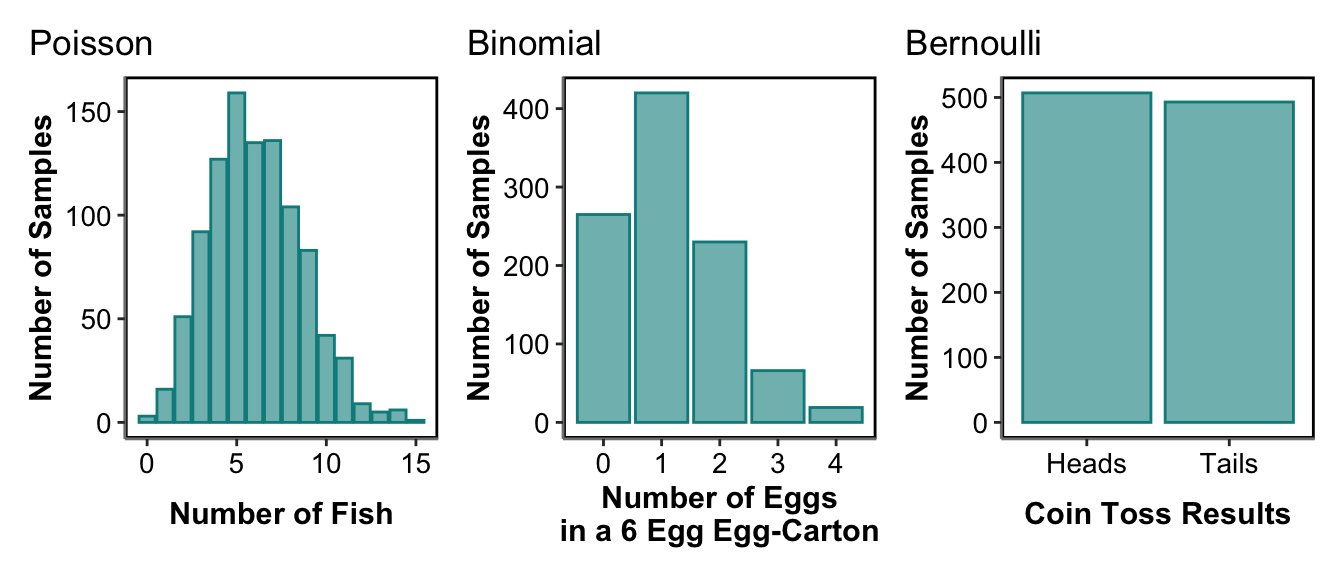 Poisson
Number of Samples
150
100
50
0
0 5 10 15
Number of Fish
Binomial
Number of Samples
400
300
200
100
0
0 1 2 3 4
Number of Eggs
in a 6 Egg Egg-Carton
Bernoulli
Number of Samples
500
400
300
200
100
0
Heads Tails
Coin Toss Results